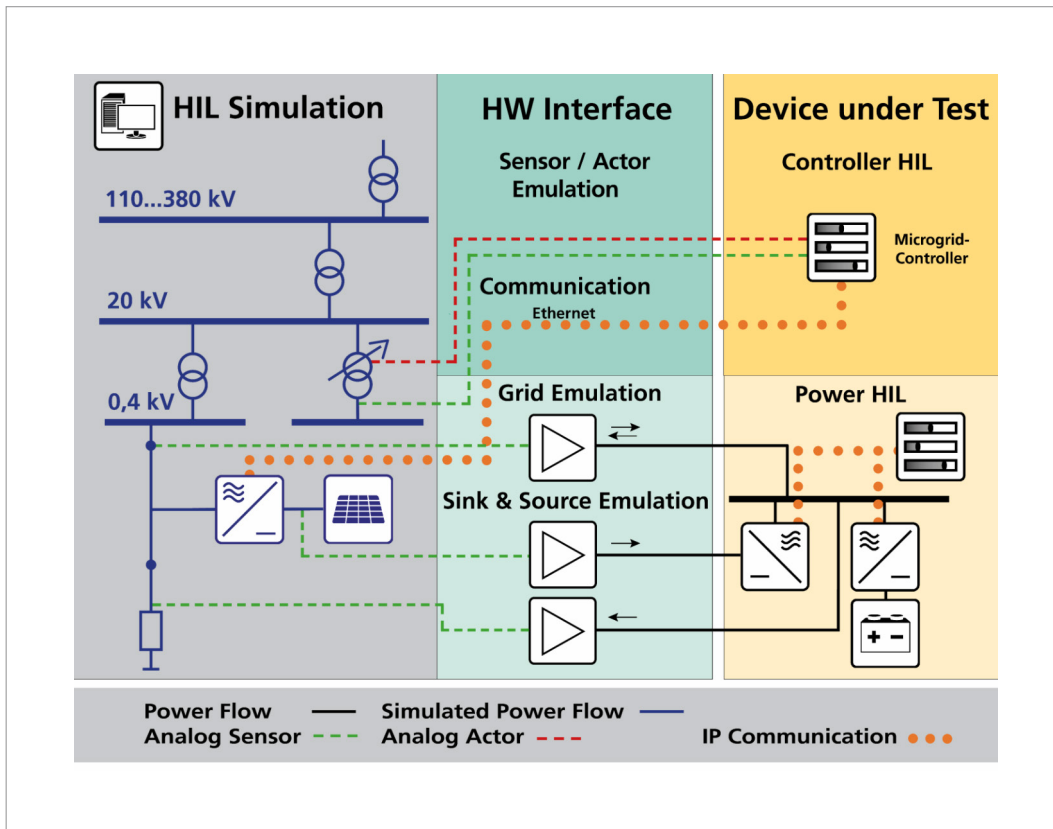 HIL Simulation
110...380 kV
20 kV
0,4 kV
HW Interface
Sensor / Actor
Emulation
Communication
Ethernet
Grid Emulation
Sink & Source Emulation
Device under Test
Controller HIL
Microgrid-
Controller
Power HIL
+ -
Power Flow
Simulated Power Flow
Analog Sensor
Analog Actor
IP Communication